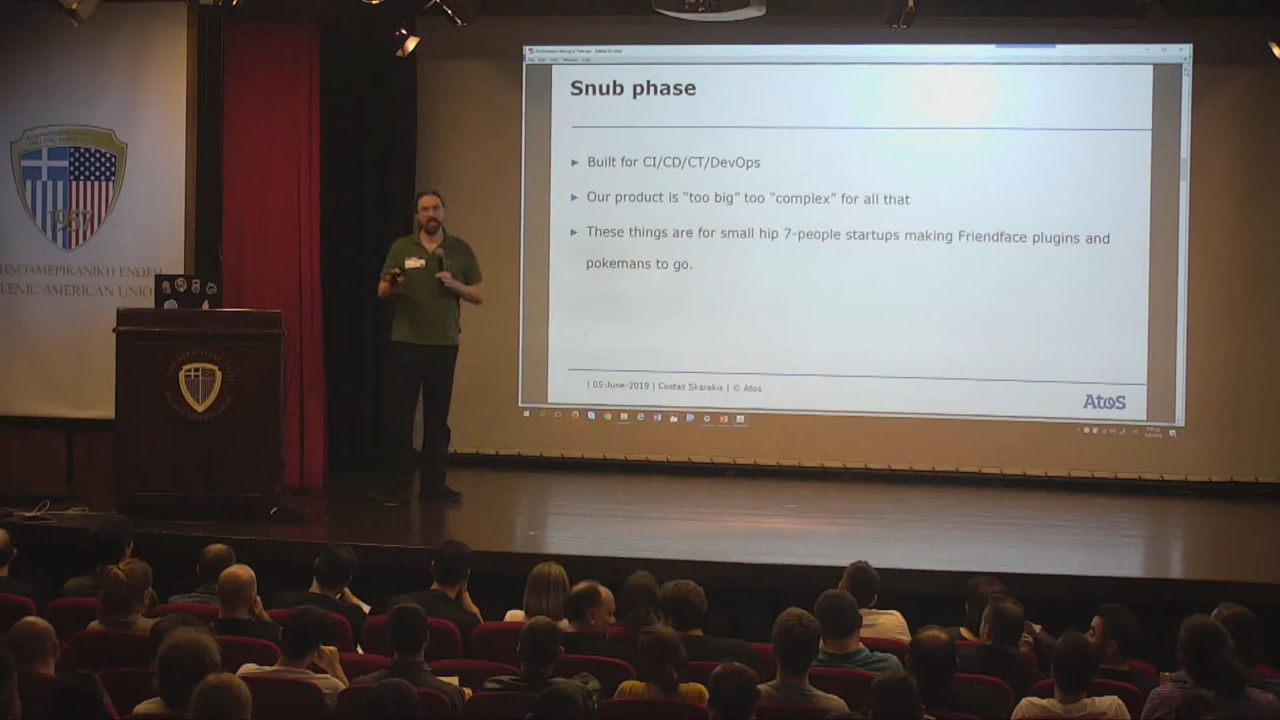 Snub phase
Built for CI/CD/CT/DevOps
Our product is “too big” too “complex” for all that
These things are for small hip 7-people startups making Friendface plugins and
pokemans to go.
| 05-June-2019 | Costas Skarakis | © Atos
Atos
1957
ΗΝΟΑΜΕΡΙΚΑΝΙΚΗ ΕΝΩΣΗ
LENIC AMERICAN UNIO